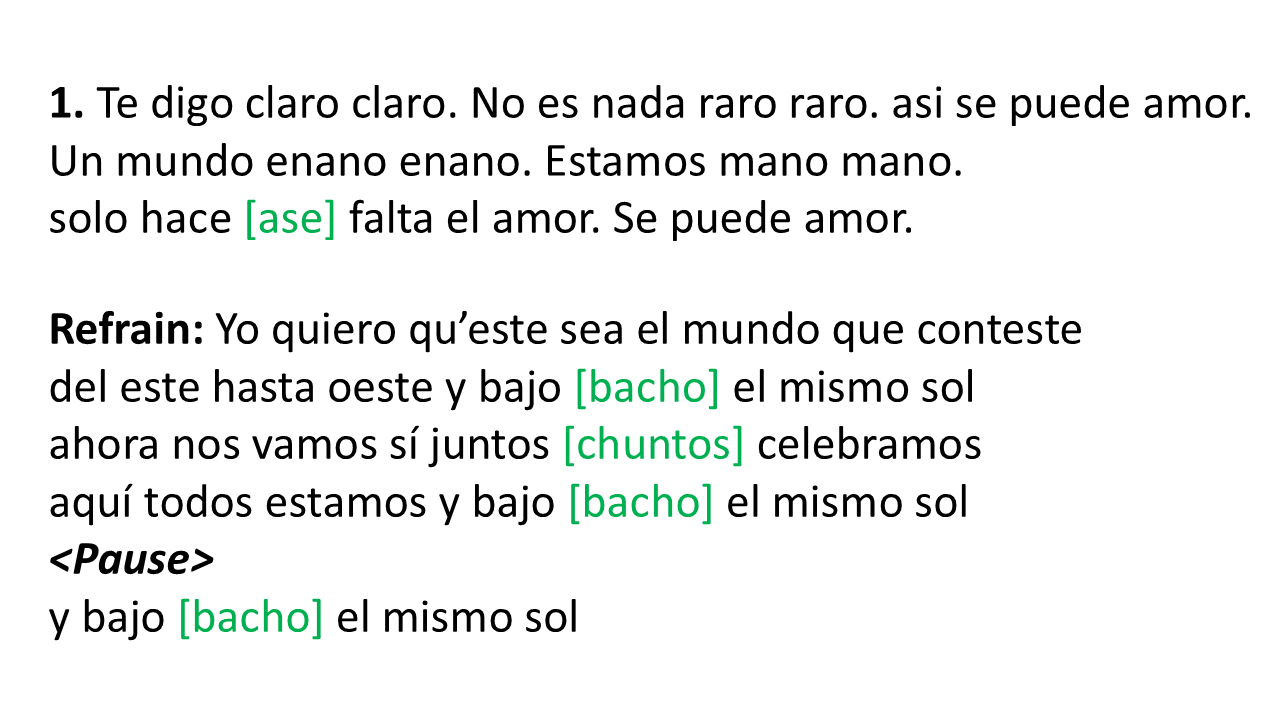 1. Te digo claro claro. No es nada raro raro. asi se puede amor.
Un mundo enano enano. Estamos mano mano.
solo hace [ase] falta el amor. Se puede amor.
Refrain: Yo quiero qu’este sea el mundo que conteste
del este hasta oeste y bajo [bacho] el mismo sol
ahora nos vamos sí juntos [chuntos] celebramos
aquí todos estamos y bajo [bacho] el mismo sol
<Pause>
y bajo [bacho] el mismo sol